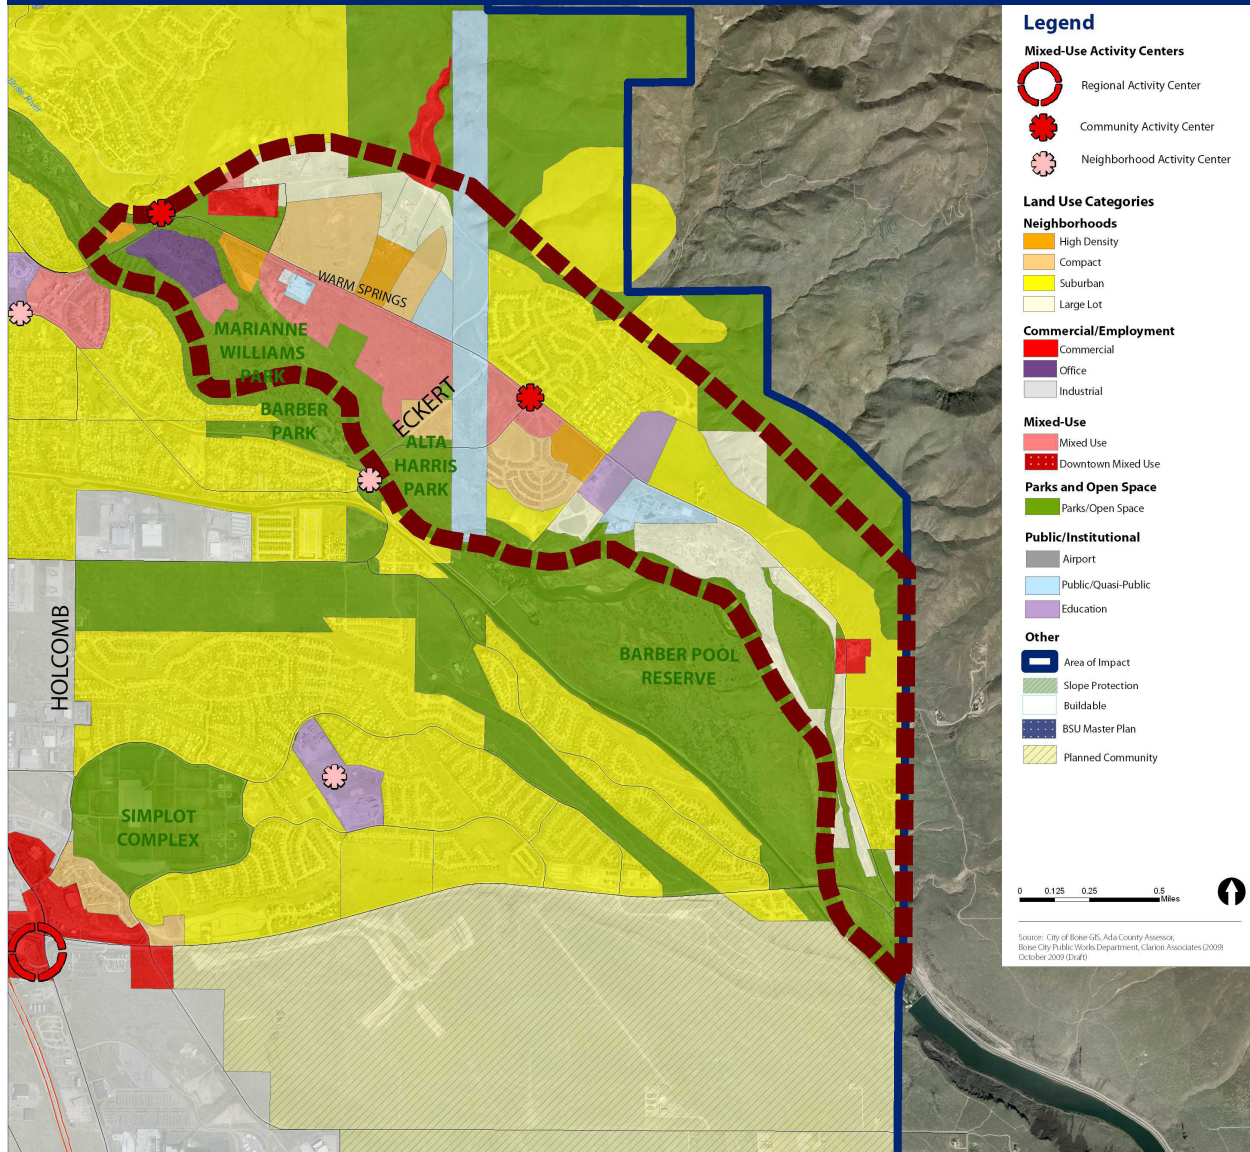 Boise River
WARM SPRINGS
MARIANNE
WILLIAMS
PARK
BARBER
PARK
ECKERT
ALTA
HARRIS
PARK
HOLCOMB
BARBER POOL
RESERVE
SIMPLOT
COMPLEX
Legend
Mixed-Use Activity Centers
Regional Activity Center
Community Activity Center
Neighborhood Activity Center
Land Use Categories
Neighborhoods
High Density
Compact
Suburban
Large Lot
Commercial/Employment
Commercial
Office
Industrial
Mixed-Use
Mixed Use
Downtown Mixed Use
Parks and Open Space
Parks/Open Space
Public/Institutional
Airport
Public/Quasi-Public
Education
Other
Area of Impact
Slope Protection
Buildable
BSU Master Plan
Planned Community
0 0.125 0.25 0.5
Miles
Source: City of Boise GIS, Ada County Assessor,
Boise City Public Works Department, Clarion Associates (2009)
October 2009 (Draft)